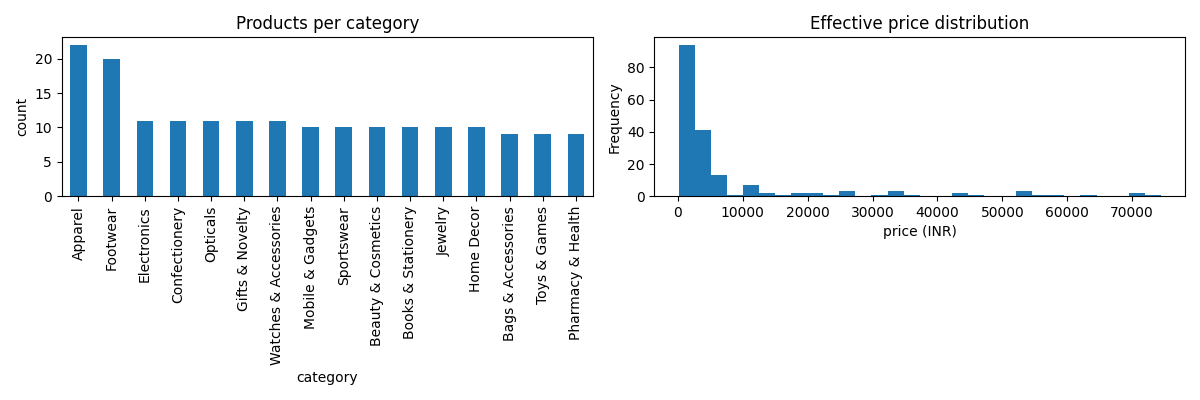 Products per category
count
20
15
10
5
0
Apparel
Footwear
Electronics
Confectionery
Opticals
Gifts & Novelty
Watches & Accessories
Mobile & Gadgets
Sportswear
Beauty & Cosmetics
Books & Stationery
Jewelry
Home Decor
Bags & Accessories
Toys & Games
Pharmacy & Health
category
Effective price distribution
Frequency
80
60
40
20
0
0 10000 20000 30000 40000 50000 60000 70000
price (INR)